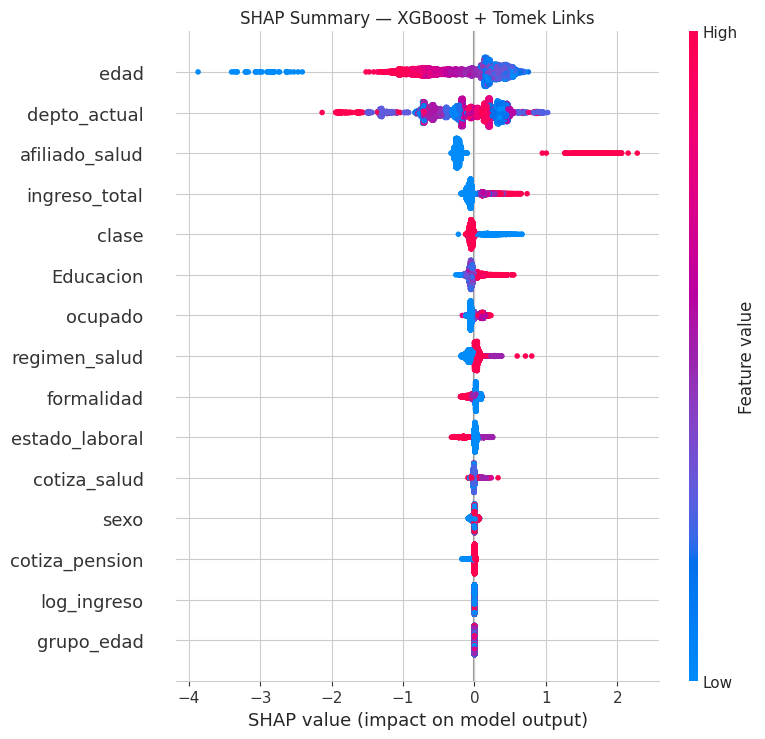 SHAP Summary — XGBoost + Tomek Links
High
edad
depto_actual
afiliado_salud
ingreso_total
clase
Educacion
ocupado
regimen_salud
formalidad
estado_laboral
cotiza_salud
sexo
cotiza_pension
log_ingreso
grupo_edad
Feature value
Low
−4 −3 −2 −1 0 1 2
SHAP value (impact on model output)